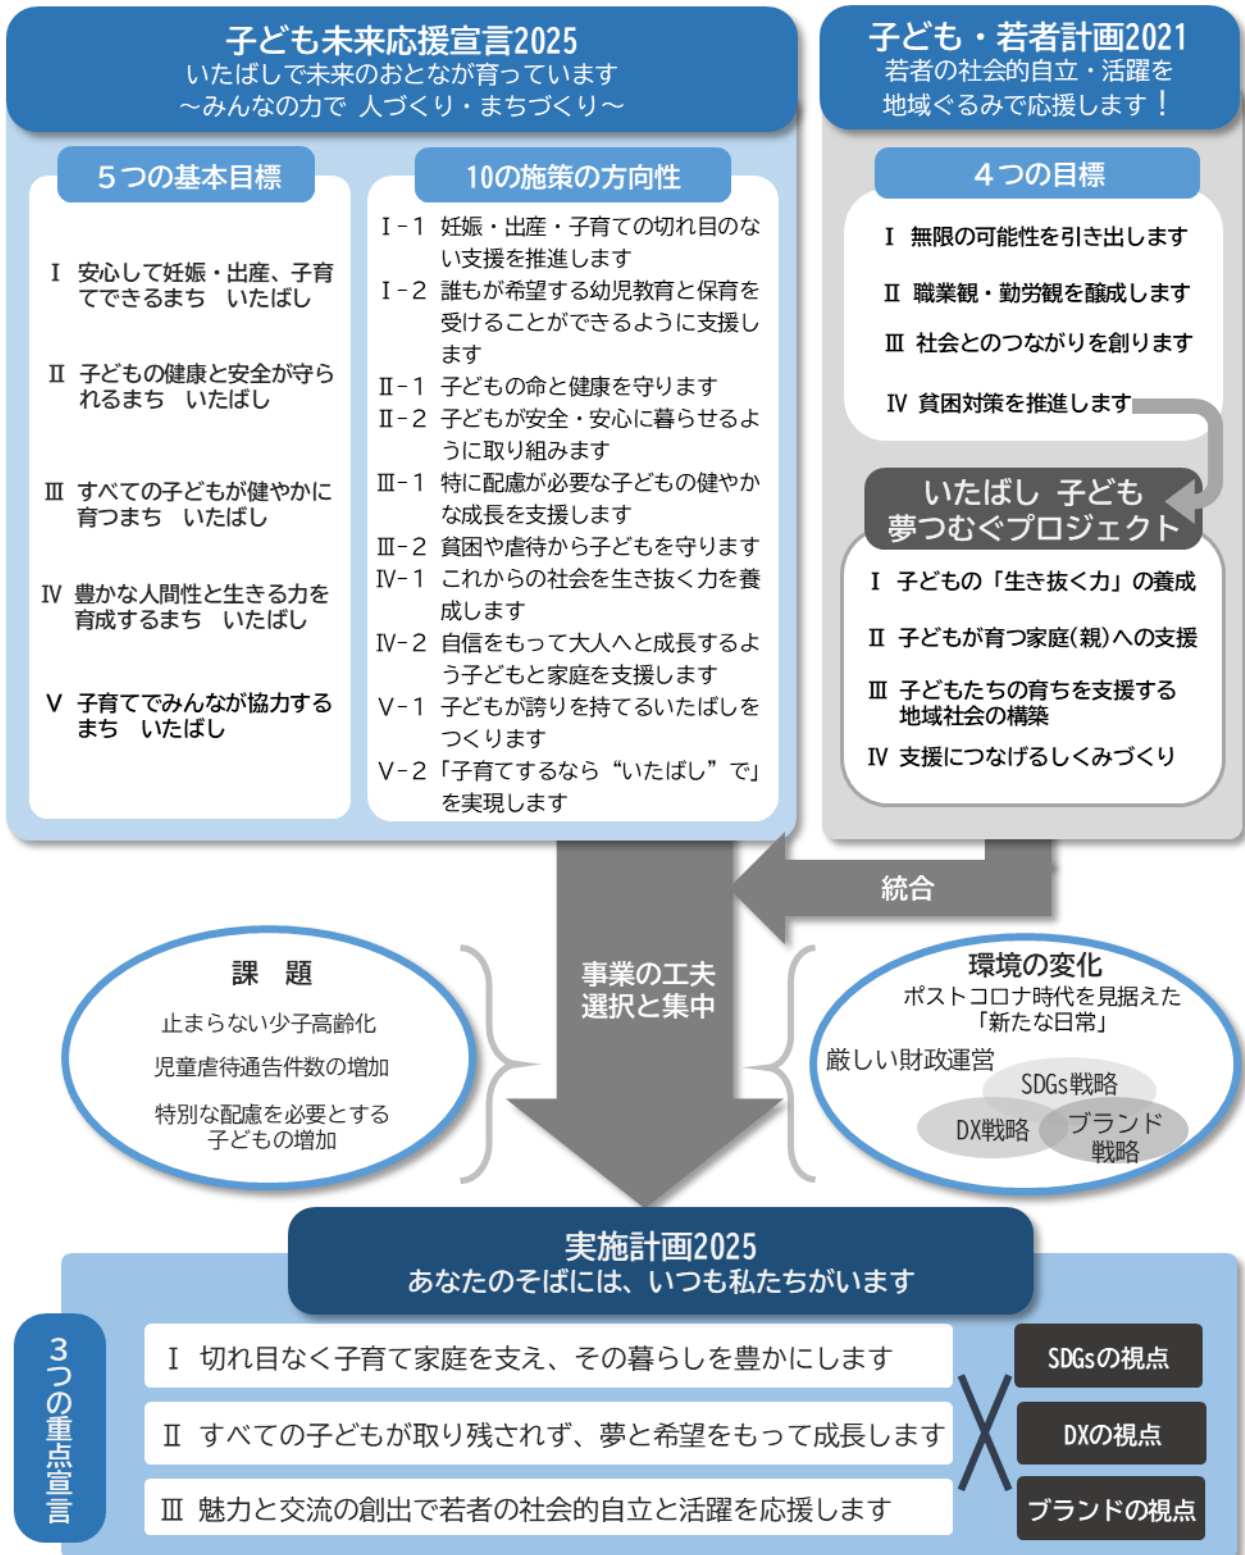 子ども未来応援宣言2025
いたばしで未来のおとなが育っています
～みんなの力で 人づくり・まちづくり～
５つの基本目標
Ⅰ 安心して妊娠・出産、子育
てできるまち　いたばし
Ⅱ 子どもの健康と安全が守ら
れるまち　いたばし
Ⅲ すべての子どもが健やかに
育つまち　いたばし
Ⅳ 豊かな人間性と生きる力を
育成するまち　いたばし
Ⅴ 子育てでみんなが協力する
まち　いたばし
10の施策の方向性
Ⅰ-1 妊娠・出産・子育ての切れ目のな
い支援を推進します
Ⅰ-2 誰もが希望する幼児教育と保育を
受けることができるように支援し
ます
Ⅱ-1 子どもの命と健康を守ります
Ⅱ-2 子どもが安全・安心に暮らせるよ
うに取り組みます
Ⅲ-1 特に配慮が必要な子どもの健やか
な成長を支援します
Ⅲ-2 貧困や虐待から子どもを守ります
Ⅳ-1 これからの社会を生き抜く力を養
成します
Ⅳ-2 自信をもって大人へと成長するよ
う子どもと家庭を支援します
Ⅴ-1 子どもが誇りを持てるいたばしを
つくります
Ⅴ-2 「子育てするなら“いたばし”で」
を実現します
子ども・若者計画2021
若者の社会的自立・活躍を
地域ぐるみで応援します！
４つの目標
Ⅰ 無限の可能性を引き出します
Ⅱ 職業観・勤労観を醸成します
Ⅲ 社会とのつながりを創ります
Ⅳ 貧困対策を推進します
いたばし 子ども
夢つむぐプロジェクト
Ⅰ 子どもの「生き抜く力」の養成
Ⅱ 子どもが育つ家庭(親)への支援
Ⅲ 子どもたちの育ちを支援する
地域社会の構築
Ⅳ 支援につなげるしくみづくり
統合
課　題
止まらない少子高齢化
児童虐待通告件数の増加
特別な配慮を必要とする
子どもの増加
事業の工夫
選択と集中
環境の変化
ポストコロナ時代を見据えた
「新たな日常」
厳しい財政運営
SDGs戦略
DX戦略
ブランド
戦略
実施計画2025
あなたのそばには、いつも私たちがいます
３つの重点宣言
Ⅰ 切れ目なく子育て家庭を支え、その暮らしを豊かにします
Ⅱ すべての子どもが取り残されず、夢と希望をもって成長します
Ⅲ 魅力と交流の創出で若者の社会的自立と活躍を応援します
SDGsの視点
DXの視点
ブランドの視点